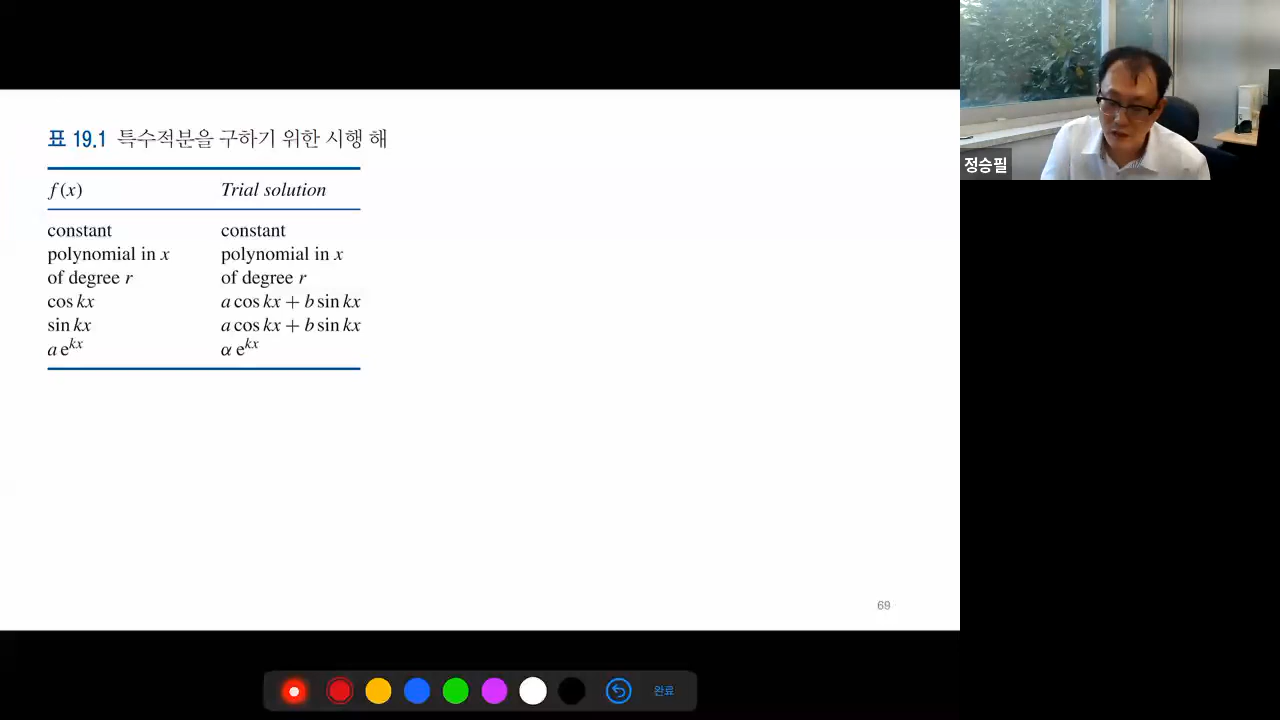 표 19.1 특수적분을 구하기 위한 시행 해
f(x) Trial solution
constant constant
polynomial in x polynomial in x
of degree r of degree r
cos kx a cos kx + b sin kx
sin kx a cos kx + b sin kx
a e^{kx} α e^{kx}
69
정승필
완료